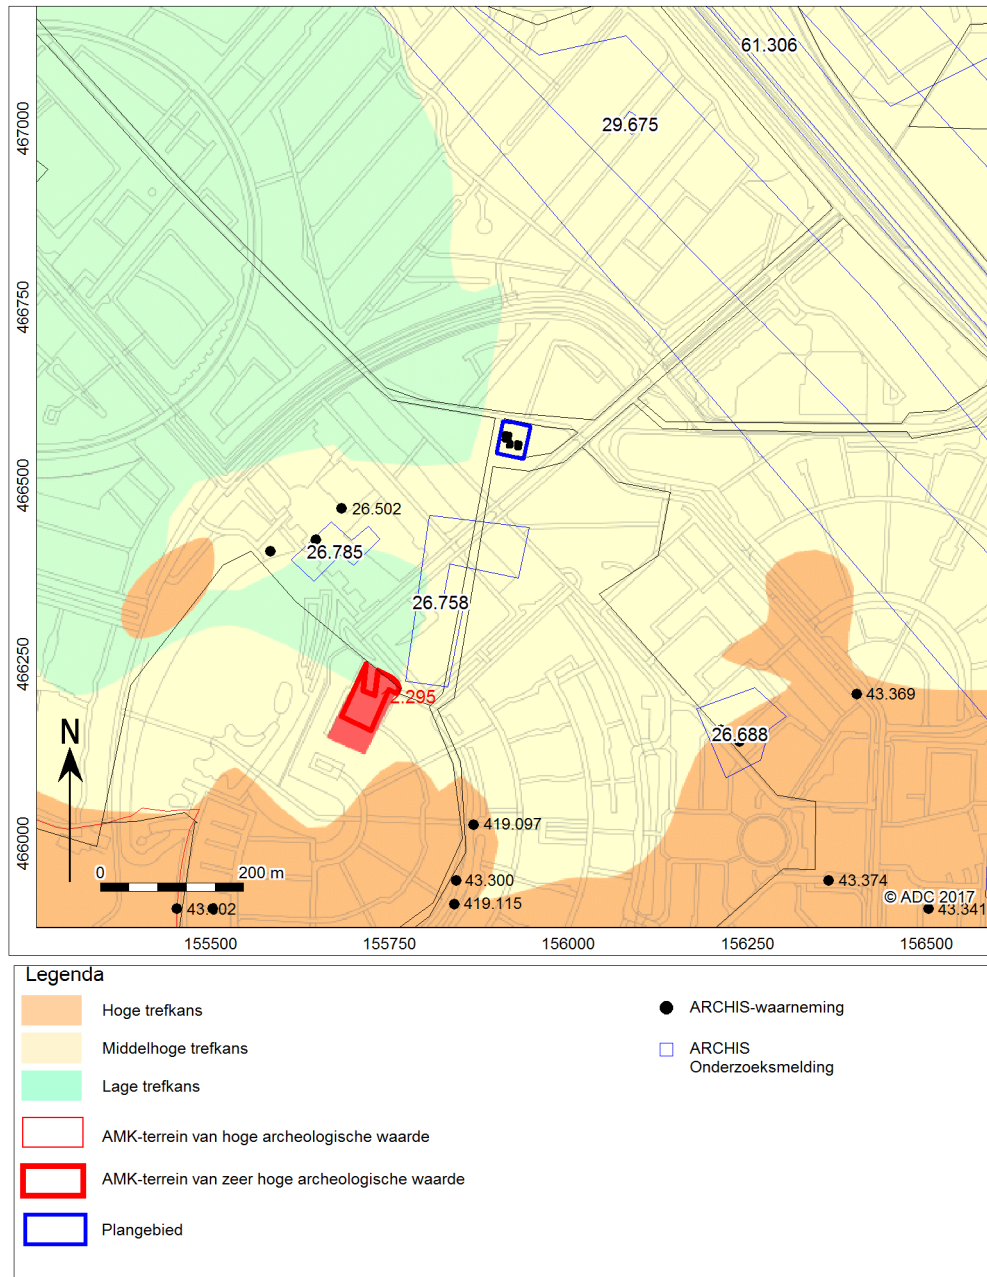 61.306
29.675
467000
466750
466500
466250
466000
26.502
26.785
26.758
2.295
43.369
26.688
N
419.097
0 200 m
43.300
43.374
© ADC 2017
419.115
43.341
155500 155750 156000 156250 156500
Legenda
Hoge trefkans
Middelhoge trefkans
Lage trefkans
AMK-terrein van hoge archeologische waarde
AMK-terrein van zeer hoge archeologische waarde
Plangebied
ARCHIS-waarneming
ARCHIS
Onderzoeksmelding